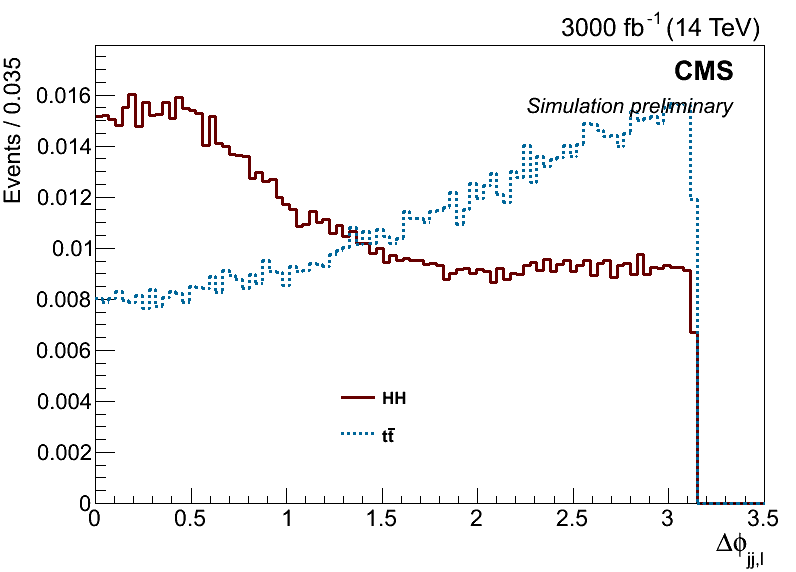 3000 fb⁻¹ (14 TeV)
CMS
Simulation preliminary
Events / 0.035
0.016
0.014
0.012
0.01
0.008
0.006
0.004
0.002
0
HH
tt̄
0 0.5 1 1.5 2 2.5 3 3.5
Δϕjj,l